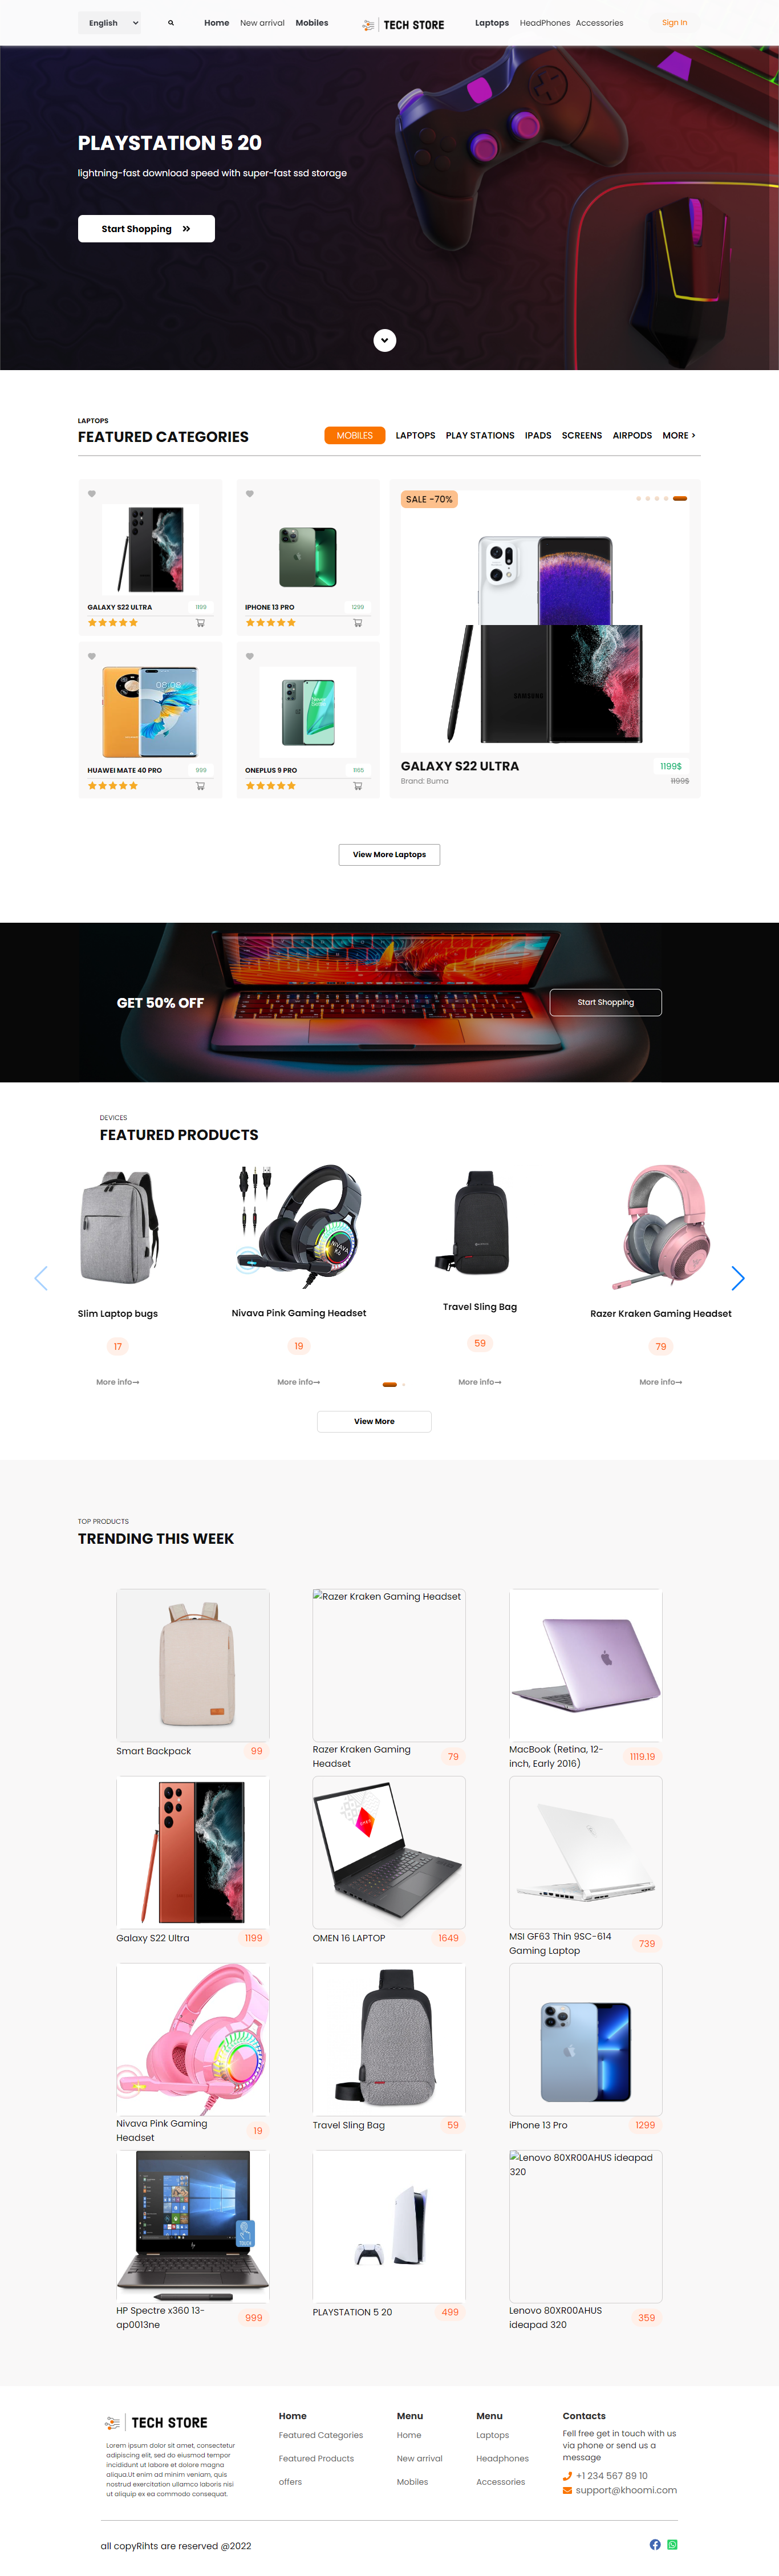 English
Home New arrival Mobiles
TECH STORE
Laptops HeadPhones Accessories
Sign in
PLAYSTATION 5 20
lightning-fast download speed with super-fast ssd storage
Start Shopping
LAPTOPS
FEATURED CATEGORIES
MOBILES LAPTOPS PLAY STATIONS IPADS SCREENS AIRPODS MORE >
GALAXY S22 ULTRA 1199
IPHONE 13 PRO 1299
08:08
HUAWEI MATE 40 PRO 999
ONEPLUS 9 PRO 1165
SALE -70%
SAMSUNG
GALAXY S22 ULTRA 1199$
Brand: Buma 1199$
View More Laptops
GET 50% OFF
Start Shopping
DEVICES
FEATURED PRODUCTS
NIVAVA
K6
Slim Laptop bugs
17
More info→
Nivava Pink Gaming Headset
19
More info→
Travel Sling Bag
59
More info→
Razer Kraken Gaming Headset
79
More info→
View More
TOP PRODUCTS
TRENDING THIS WEEK
Razer Kraken Gaming Headset
Smart Backpack 99
Razer Kraken Gaming
Headset
79
MacBook (Retina, 12-
inch, Early 2016)
1119.19
Galaxy S22 Ultra 1199
OMEN 16 LAPTOP 1649
MSI GF63 Thin 9SC-614
Gaming Laptop
739
Nivava Pink Gaming
Headset
19
Travel Sling Bag 59
iPhone 13 Pro 1299
TOUCH
Lenovo 80XR00AHUS ideapad
320
HP Spectre x360 13-
ap0013ne
999
PLAYSTATION 5 20 499
Lenovo 80XR00AHUS
ideapad 320
359
TECH STORE
Lorem ipsum dolor sit amet, consectetur
adipiscing elit, sed do eiusmod tempor
incididunt ut labore et dolore magna
aliqua.Ut enim ad minim veniam, quis
nostrud exercitation ullamco laboris nisi
ut aliquip ex ea commodo consequat.
Home
Featured Categories
Featured Products
offers
Menu
Home
New arrival
Mobiles
Menu
Laptops
Headphones
Accessories
Contacts
Fell free get in touch with us
via phone or send us a
message
+1 234 567 89 10
support@khoomi.com
all copyRihts are reserved @2022